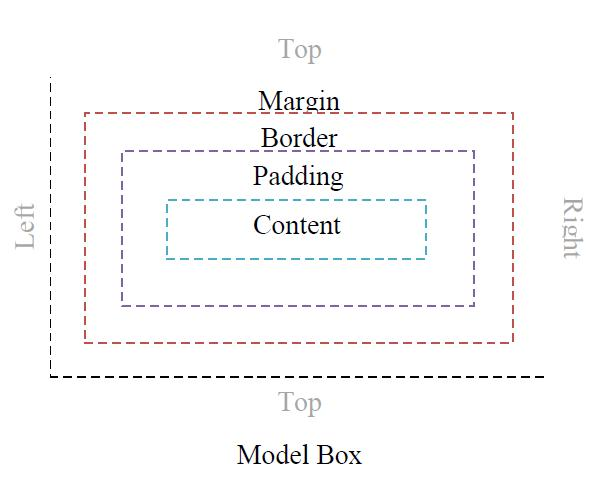 Top
Margin
Border
Padding
Left
Content
Right
Top
Model Box